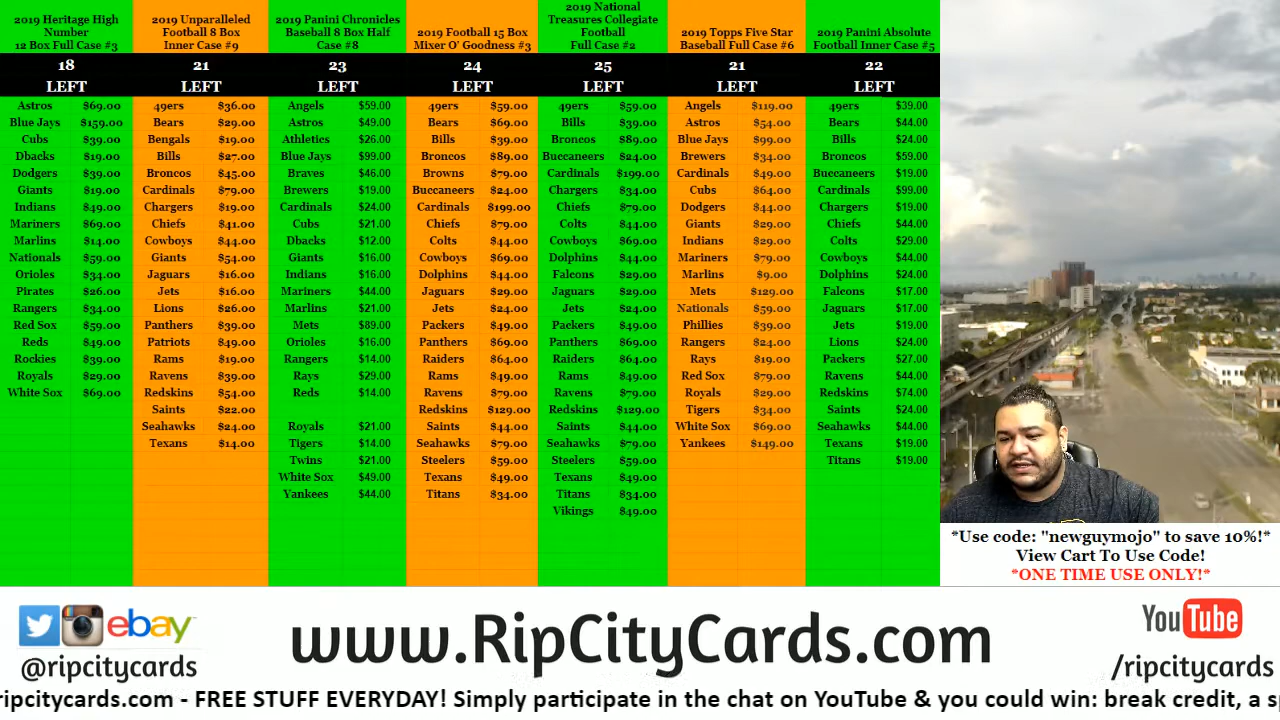 2019 Heritage High
Number
12 Box Full Case #3
18
LEFT
Astros $69.00
Blue Jays $159.00
Cubs $39.00
Dbacks $19.00
Dodgers $39.00
Giants $19.00
Indians $49.00
Mariners $69.00
Marlins $14.00
Nationals $59.00
Orioles $34.00
Pirates $26.00
Rangers $34.00
Red Sox $59.00
Reds $49.00
Rockies $39.00
Royals $29.00
White Sox $69.00
2019 Unparalleled
Football 8 Box
Inner Case #9
21
LEFT
49ers $36.00
Bears $29.00
Bengals $19.00
Bills $27.00
Broncos $45.00
Cardinals $79.00
Chargers $19.00
Chiefs $41.00
Cowboys $44.00
Giants $54.00
Jaguars $16.00
Jets $16.00
Lions $26.00
Panthers $39.00
Patriots $49.00
Rams $19.00
Ravens $39.00
Redskins $54.00
Saints $22.00
Seahawks $24.00
Texans $14.00
2019 Panini Chronicles
Baseball 8 Box Half
Case #8
23
LEFT
Angels $59.00
Astros $49.00
Athletics $26.00
Blue Jays $99.00
Braves $46.00
Brewers $19.00
Cardinals $24.00
Cubs $21.00
Dbacks $12.00
Giants $16.00
Indians $16.00
Mariners $44.00
Marlins $21.00
Mets $89.00
Orioles $16.00
Rangers $14.00
Rays $29.00
Reds $14.00
Royals $21.00
Tigers $14.00
Twins $21.00
White Sox $49.00
Yankees $44.00
2019 Football 15 Box
Mixer O' Goodness #3
24
LEFT
49ers $59.00
Bears $69.00
Bills $39.00
Broncos $89.00
Browns $79.00
Buccaneers $24.00
Cardinals $199.00
Chiefs $79.00
Colts $44.00
Cowboys $69.00
Dolphins $44.00
Jaguars $29.00
Jets $24.00
Packers $49.00
Panthers $69.00
Raiders $64.00
Rams $49.00
Ravens $79.00
Redskins $129.00
Saints $44.00
Seahawks $79.00
Steelers $59.00
Texans $49.00
Titans $34.00
2019 National
Treasures Collegiate
Football
Full Case #2
25
LEFT
49ers $59.00
Bills $39.00
Broncos $89.00
Buccaneers $24.00
Cardinals $199.00
Chargers $34.00
Chiefs $79.00
Colts $44.00
Cowboys $69.00
Dolphins $44.00
Falcons $29.00
Jaguars $29.00
Jets $24.00
Packers $49.00
Panthers $69.00
Raiders $64.00
Rams $49.00
Ravens $79.00
Redskins $129.00
Saints $44.00
Seahawks $79.00
Steelers $59.00
Texans $49.00
Titans $34.00
Vikings $49.00
2019 Topps Five Star
Baseball Full Case #6
21
LEFT
Angels $119.00
Astros $54.00
Blue Jays $99.00
Brewers $34.00
Cardinals $49.00
Cubs $64.00
Dodgers $44.00
Giants $29.00
Indians $29.00
Mariners $79.00
Marlins $9.00
Mets $129.00
Nationals $59.00
Phillies $39.00
Rangers $24.00
Rays $19.00
Red Sox $79.00
Royals $29.00
Tigers $34.00
White Sox $69.00
Yankees $149.00
2019 Panini Absolute
Football Inner Case #5
22
LEFT
49ers $39.00
Bears $44.00
Bills $24.00
Broncos $59.00
Buccaneers $19.00
Cardinals $99.00
Chargers $19.00
Chiefs $44.00
Colts $29.00
Cowboys $44.00
Dolphins $24.00
Falcons $17.00
Jaguars $17.00
Jets $19.00
Lions $24.00
Packers $27.00
Ravens $44.00
Redskins $74.00
Saints $24.00
Seahawks $44.00
Texans $19.00
Titans $19.00
*Use code: "newguymojo" to save 10%!*
View Cart To Use Code!
*ONE TIME USE ONLY!*
ebay
@ripcitycards
www.RipCityCards.com
YouTube
/ripcitycards
ripcitycards.com - FREE STUFF EVERYDAY! Simply participate in the chat on YouTube & you could win: break credit, a sp